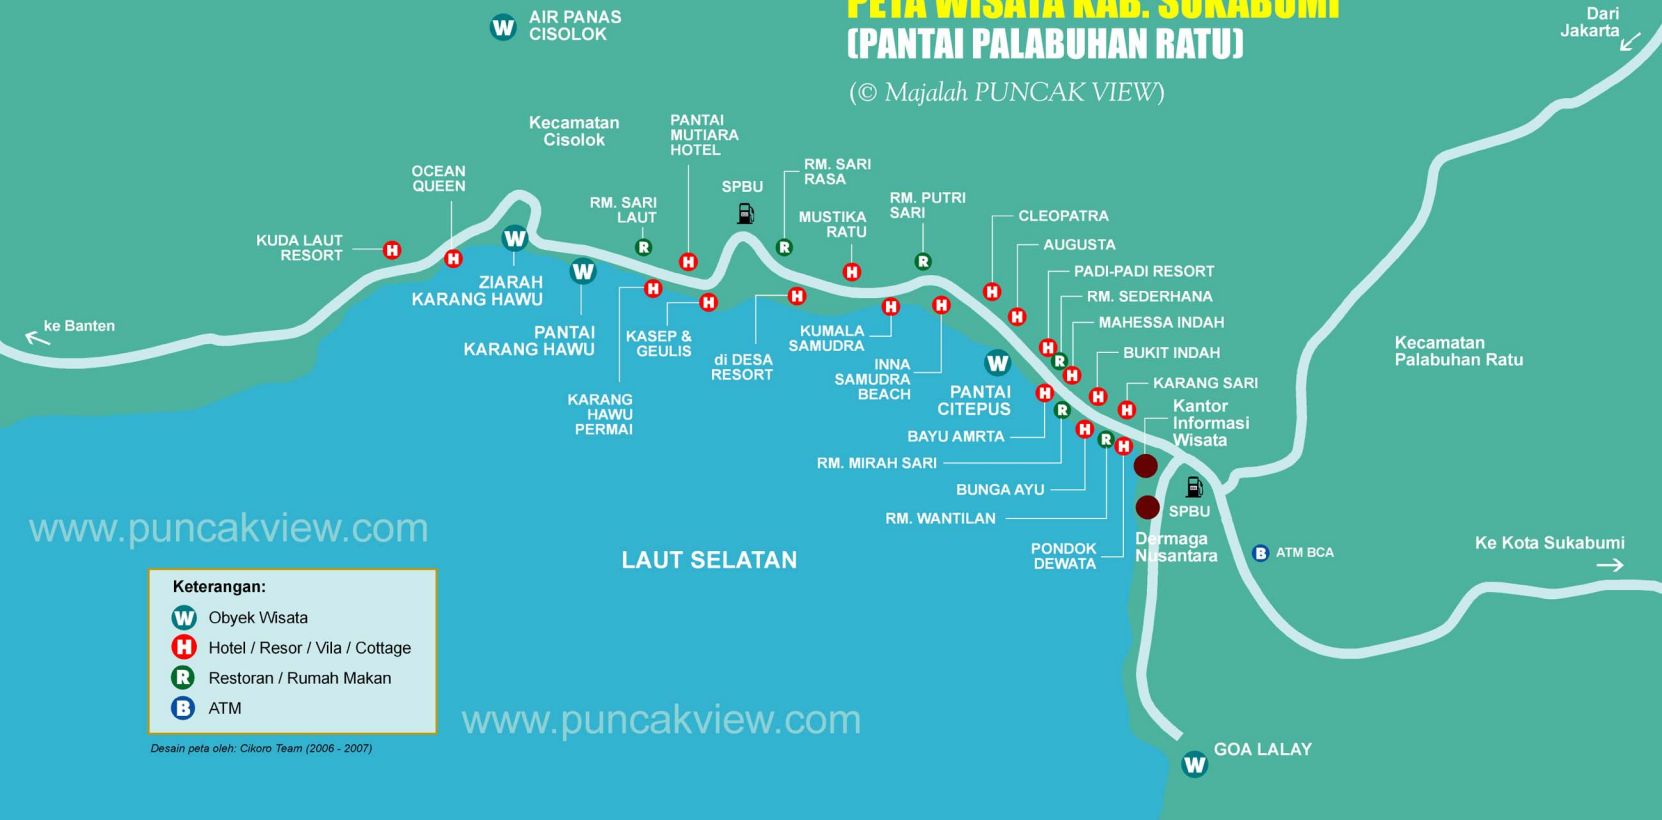 AIR PANAS
CISOLOK
PETA WISATA KAB. SUKABUMI
(PANTAI PALABUHAN RATU)
(© Majalah PUNCAK VIEW)
Dari
Jakarta
Kecamatan
Cisolok
PANTAI
MUTIARA
HOTEL
OCEAN
QUEEN
RM. SARI
LAUT
SPBU
RM. SARI
RASA
MUSTIKA
RATU
RM. PUTRI
SARI
CLEOPATRA
AUGUSTA
PADI-PADI RESORT
RM. SEDERHANA
MAHESSA INDAH
BUKIT INDAH
KARANG SARI
Kantor
Informasi
Wisata
KUDA LAUT
RESORT
ZIARAH
KARANG HAWU
PANTAI
KARANG HAWU
ke Banten
KARANG
HAWU
PERMAI
KASEP &
GEULIS
di DESA
RESORT
KUMALA
SAMUDRA
INNA
SAMUDRA
BEACH
PANTAI
CITEPUS
BAYU AMRTA
RM. MIRAH SARI
BUNGA AYU
RM. WANTILAN
PONDOK
DEWATA
Kecamatan
Palabuhan Ratu
SPBU
Dermaga
Nusantara
B ATM BCA
Ke Kota Sukabumi
www.puncakview.com
LAUT SELATAN
Keterangan:
W Obyek Wisata
H Hotel / Resor / Vila / Cottage
R Restoran / Rumah Makan
B ATM
Desain peta oleh: Cikoro Team (2006 - 2007)
www.puncakview.com
W GOA LALAY